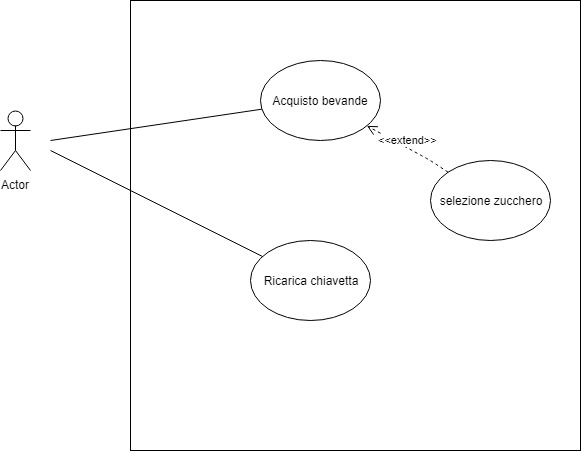 Acquisto bevande
<<extend>>
Actor
selezione zucchero
Ricarica chiavetta